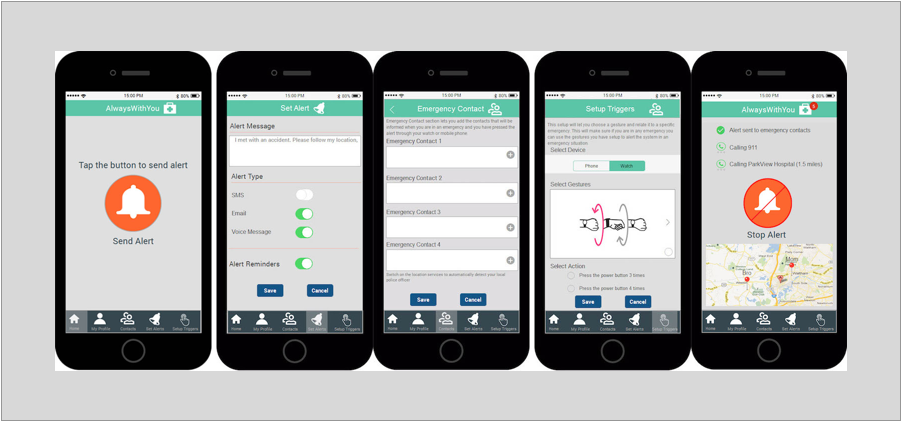 15:00 PM
80%
AlwaysWithYou
Tap the button to send alert
Send Alert
Home
My Profile
Contacts
Set Alerts
Setup Triggers
15:00 PM
80%
Set Alert
Alert Message
I met with an accident. Please follow my location,
Alert Type
SMS
Email
Voice Message
Alert Reminders
Save Cancel
Home
My Profile
Contacts
Set Alerts
Setup Triggers
15:00 PM
80%
Emergency Contact
Emergency Contact section lets you add the contacts that will be
informed when you are in an emergency and you have pressed the
alert through your watch or mobile phone.
Emergency Contact 1
Emergency Contact 2
Emergency Contact 3
Emergency Contact 4
Switch on the location services to automatically detect your local
police officer
Save Cancel
Home
My Profile
Contacts
Set Alerts
Setup Triggers
15:00 PM
80%
Setup Triggers
This setup will let you choose a gesture and relate it to a specific
emergency. This will make sure if you are in any emergency you
can use the gestures you have setup to alert the system in an
emergency situation
Select Device
Phone Watch
Select Gestures
Select Action
Press the power button 3 times
Press the power button 4 times
Save Cancel
Home
My Profile
Contacts
Set Alerts
Setup Triggers
15:00 PM
80%
AlwaysWithYou
Alert sent to emergency contacts
Calling 911
Calling ParkView Hospital (1.5 miles)
Stop Alert
Mom
Bro
Home
My Profile
Contacts
Set Alerts
Setup Triggers